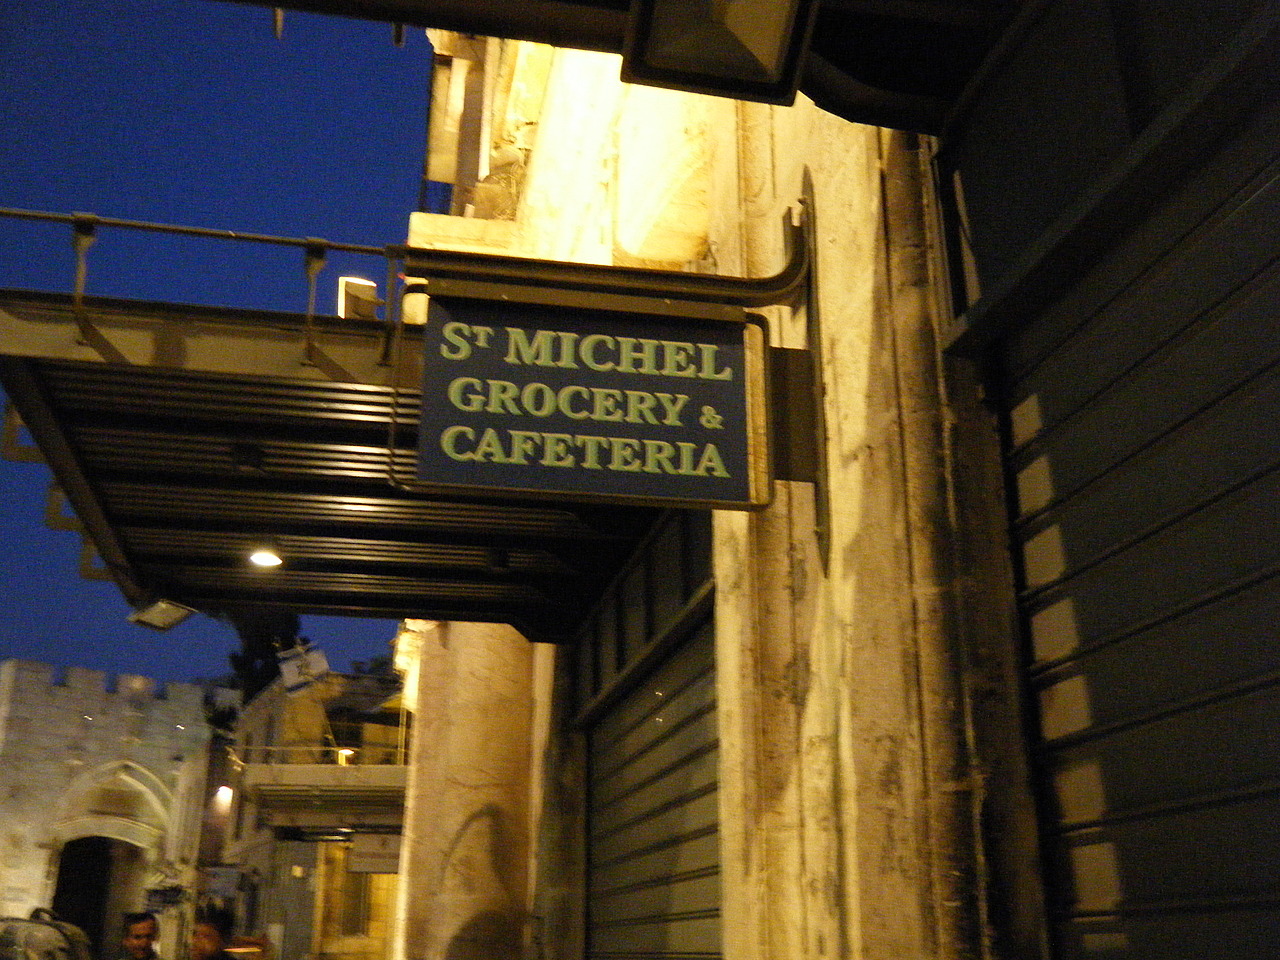 ST MICHEL
GROCERY &
CAFETERIA